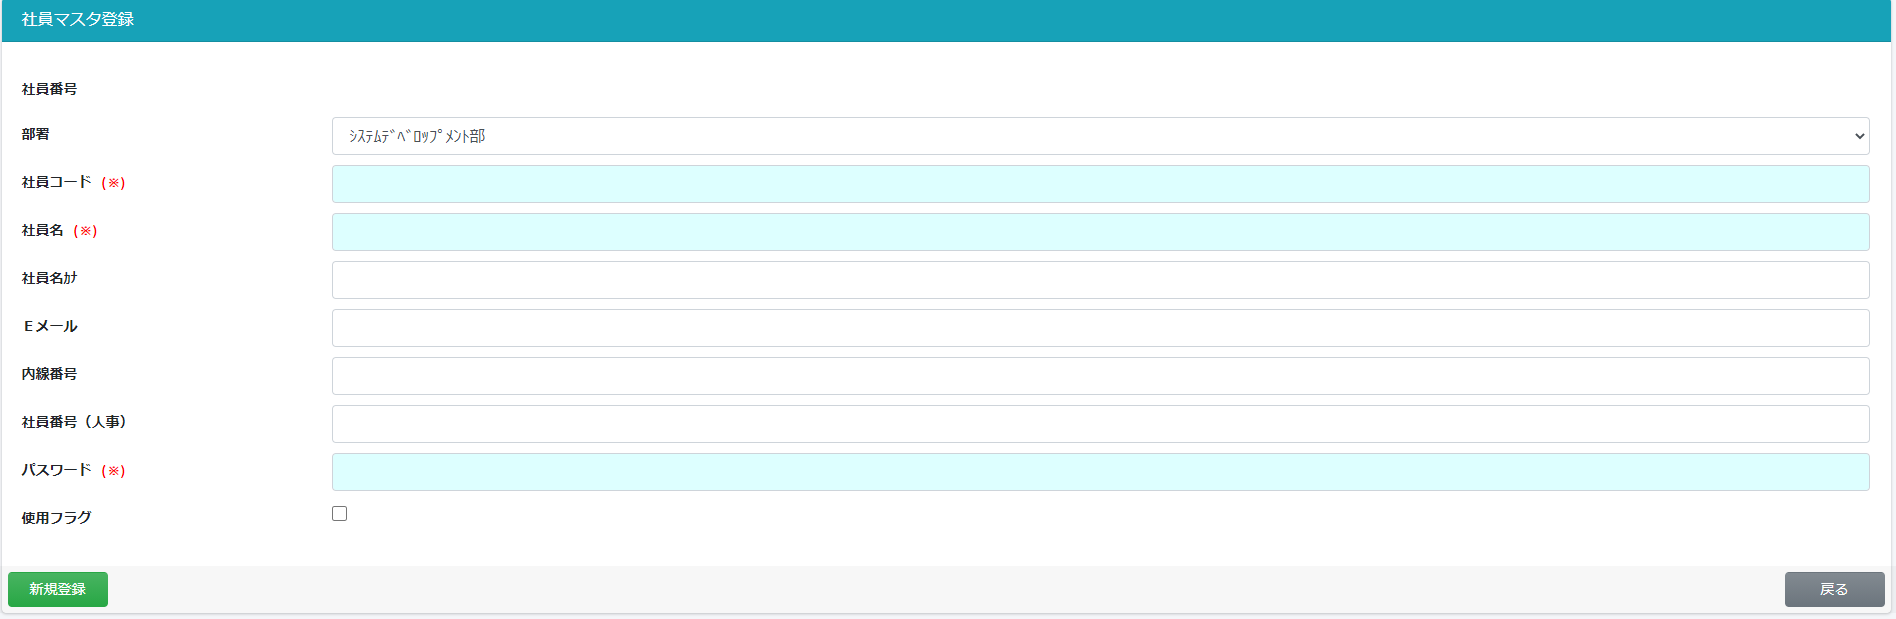 社員マスタ登録
社員番号
部署 ｼｽﾃﾑﾃﾞﾍﾞﾛｯﾌﾟﾒﾝﾄ部
社員コード (※)
社員名 (※)
社員名ｶﾅ
Ｅメール
内線番号
社員番号（人事）
パスワード (※)
使用フラグ
新規登録 戻る